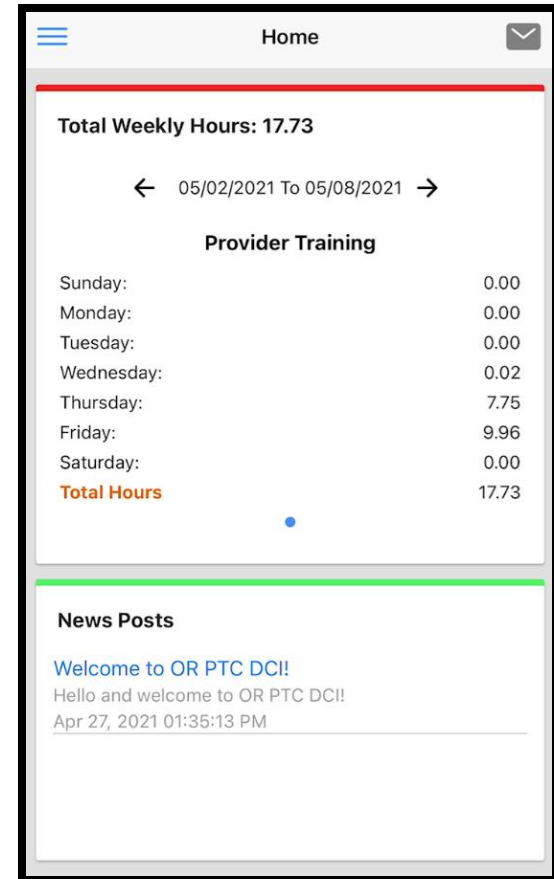 Home
Total Weekly Hours: 17.73
05/02/2021 To 05/08/2021
Provider Training
Sunday: 0.00
Monday: 0.00
Tuesday: 0.00
Wednesday: 0.02
Thursday: 7.75
Friday: 9.96
Saturday: 0.00
Total Hours 17.73
News Posts
Welcome to OR PTC DCI!
Hello and welcome to OR PTC DCI!
Apr 27, 2021 01:35:13 PM